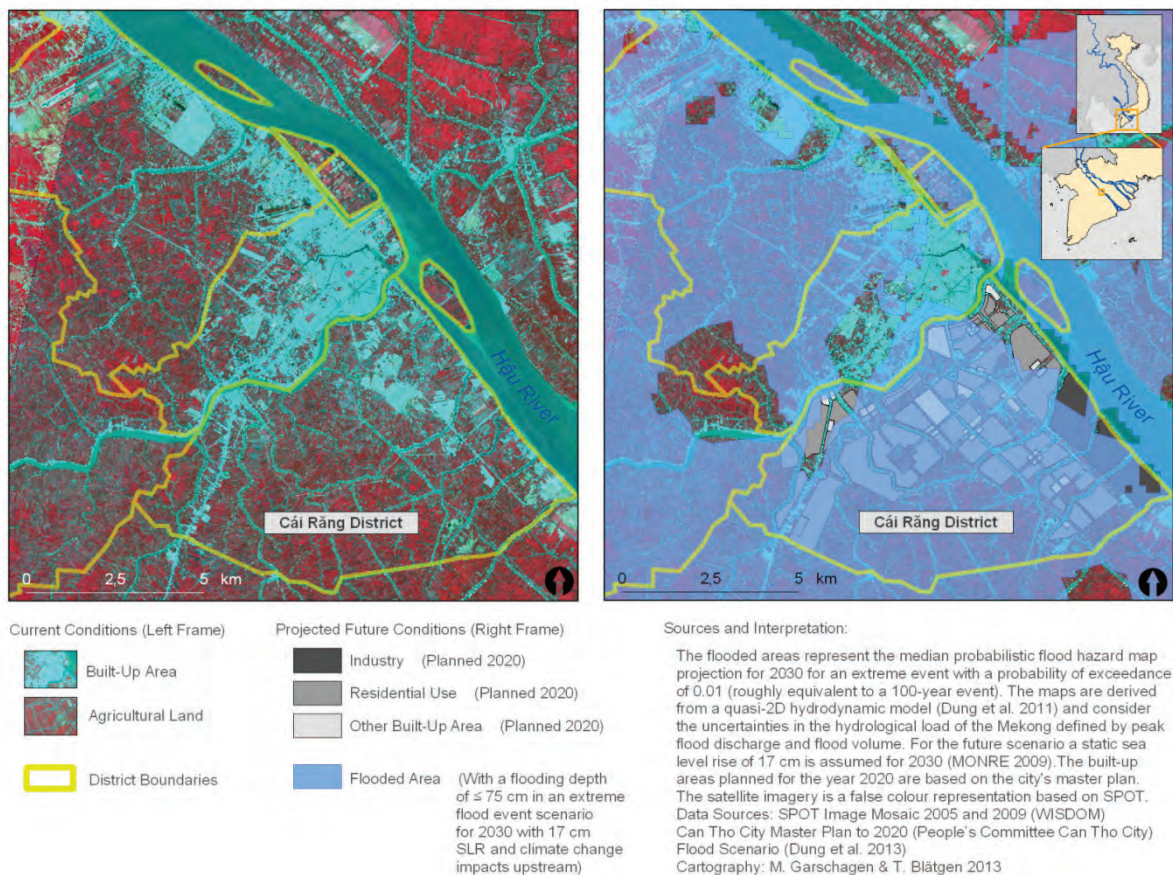 Hậu River
Cái Răng District
0 2,5 5 km
Hậu River
Cái Răng District
0 2,5 5 km
Current Conditions (Left Frame)
Built-Up Area
Agricultural Land
District Boundaries
Projected Future Conditions (Right Frame)
Industry (Planned 2020)
Residential Use (Planned 2020)
Other Built-Up Area (Planned 2020)
Flooded Area (With a flooding depth
of ≤ 75 cm in an extreme
flood event scenario
for 2030 with 17 cm
SLR and climate change
impacts upstream)
Sources and Interpretation:
The flooded areas represent the median probabilistic flood hazard map
projection for 2030 for an extreme event with a probability of exceedance
of 0.01 (roughly equivalent to a 100-year event). The maps are derived
from a quasi-2D hydrodynamic model (Dung et al. 2011) and consider
the uncertainties in the hydrological load of the Mekong defined by peak
flood discharge and flood volume. For the future scenario a static sea
level rise of 17 cm is assumed for 2030 (MONRE 2009).The built-up
areas planned for the year 2020 are based on the city's master plan.
The satellite imagery is a false colour representation based on SPOT.
Data Sources: SPOT Image Mosaic 2005 and 2009 (WISDOM)
Can Tho City Master Plan to 2020 (People's Committee Can Tho City)
Flood Scenario (Dung et al. 2013)
Cartography: M. Garschagen & T. Blätgen 2013